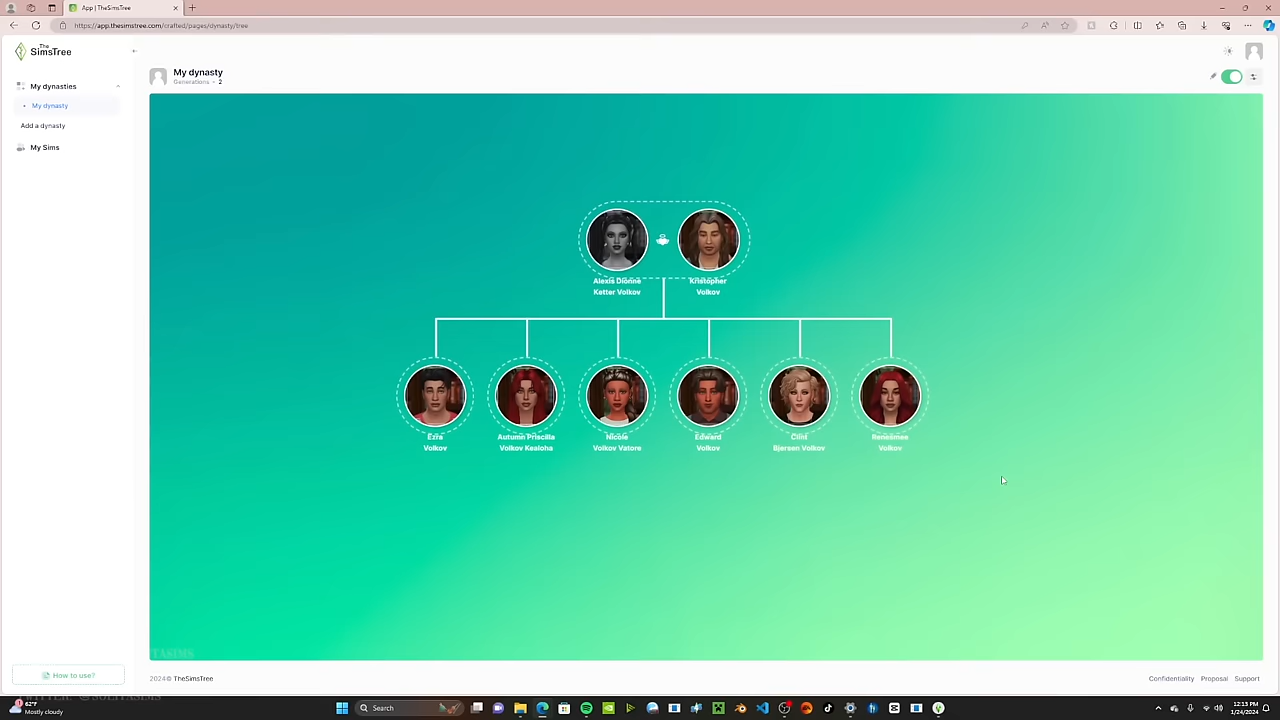 App | TheSimsTree
https://app.thesimstree.com/crafted/pages/dynasty/tree
The
SimsTree
My dynasty
Generations - 2
My dynasties
My dynasty
Add a dynasty
My Sims
Alexis Dionne
Ketter Volkov
Kristopher
Volkov
Ezra
Volkov
Autumn Priscilla
Volkov Kealoha
Nicole
Volkov Vatore
Edward
Volkov
Clint
Bjersen Volkov
Renesmee
Volkov
How to use?
2024© TheSimsTree
Confidentiality Proposal Support
62°F
Mostly cloudy
Search
12:13 PM
1/24/2024